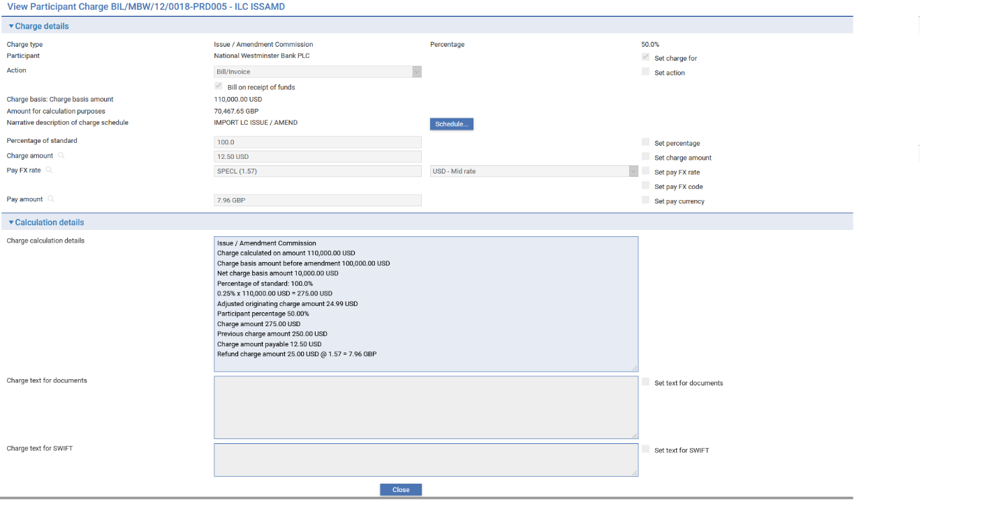 View Participant Charge BIL/MBW/12/0018-PRD005 - ILC ISSAMD
Charge details
Charge type Issue / Amendment Commission Percentage 50.0%
Participant National Westminster Bank PLC Set charge for
Action Bill/Invoice Set action
Bill on receipt of funds
Charge basis: Charge basis amount 110,000.00 USD
Amount for calculation purposes 70,467.65 GBP
Narrative description of charge schedule IMPORT LC ISSUE / AMEND Schedule...
Percentage of standard 100.0 Set percentage
Charge amount 12.50 USD Set charge amount
Pay FX rate SPECL (1.57) USD - Mid rate Set pay FX rate
Set pay FX code
Pay amount 7.96 GBP Set pay currency
Calculation details
Charge calculation details
Issue / Amendment Commission
Charge calculated on amount 110,000.00 USD
Charge basis amount before amendment 100,000.00 USD
Net charge basis amount 10,000.00 USD
Percentage of standard: 100.0%
0.25% x 110,000.00 USD = 275.00 USD
Adjusted originating charge amount 24.99 USD
Participant percentage 50.00%
Charge amount 275.00 USD
Previous charge amount 250.00 USD
Charge amount payable 12.50 USD
Refund charge amount 25.00 USD @ 1.57 = 7.96 GBP
Charge text for documents Set text for documents
Charge text for SWIFT Set text for SWIFT
Close